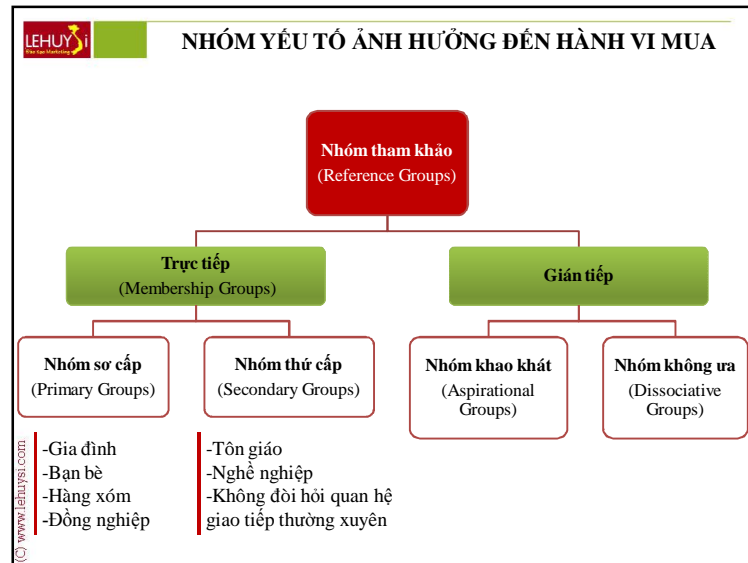 LEHUYSi
Đào tạo Marketing
NHÓM YẾU TỐ ẢNH HƯỞNG ĐẾN HÀNH VI MUA
Nhóm tham khảo
(Reference Groups)
Trực tiếp
(Membership Groups)
Gián tiếp
Nhóm sơ cấp
(Primary Groups)
Nhóm thứ cấp
(Secondary Groups)
Nhóm khao khát
(Aspirational
Groups)
Nhóm không ưa
(Dissociative
Groups)
-Gia đình
-Bạn bè
-Hàng xóm
-Đồng nghiệp
-Tôn giáo
-Nghề nghiệp
-Không đòi hỏi quan hệ
giao tiếp thường xuyên
(C) www.lehuysi.com